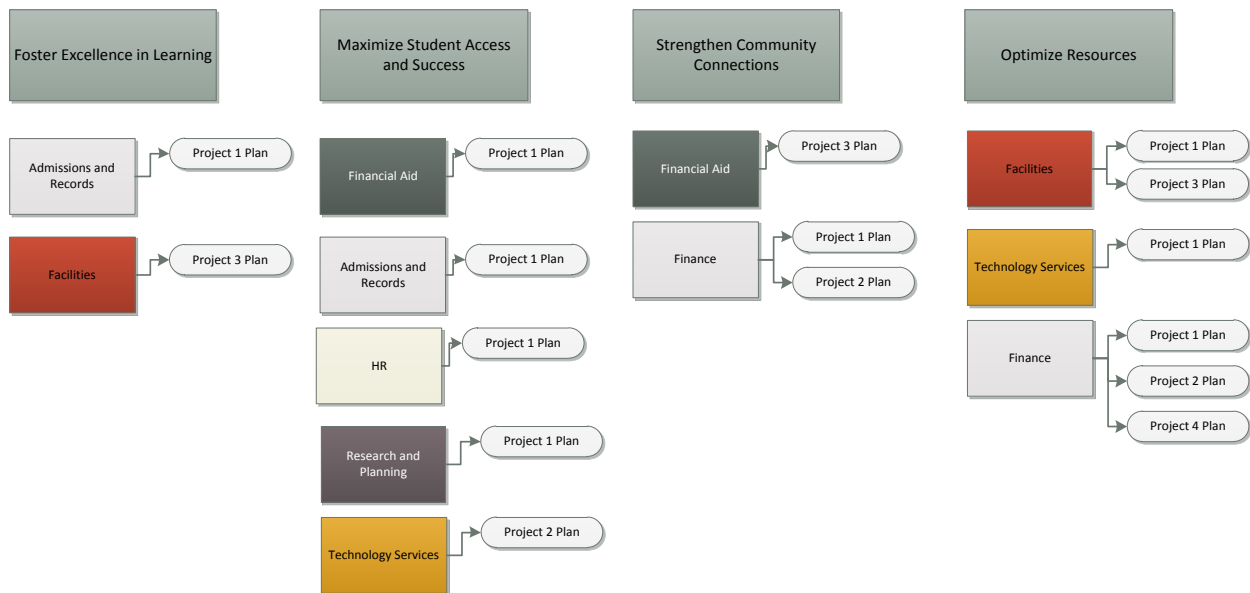 Foster Excellence in Learning
Admissions and
Records
Project 1 Plan
Facilities
Project 3 Plan
Maximize Student Access
and Success
Financial Aid
Project 1 Plan
Admissions and
Records
Project 1 Plan
HR
Project 1 Plan
Research and
Planning
Project 1 Plan
Technology Services
Project 2 Plan
Strengthen Community
Connections
Financial Aid
Project 3 Plan
Finance
Project 1 Plan
Project 2 Plan
Optimize Resources
Facilities
Project 1 Plan
Project 3 Plan
Technology Services
Project 1 Plan
Finance
Project 1 Plan
Project 2 Plan
Project 4 Plan